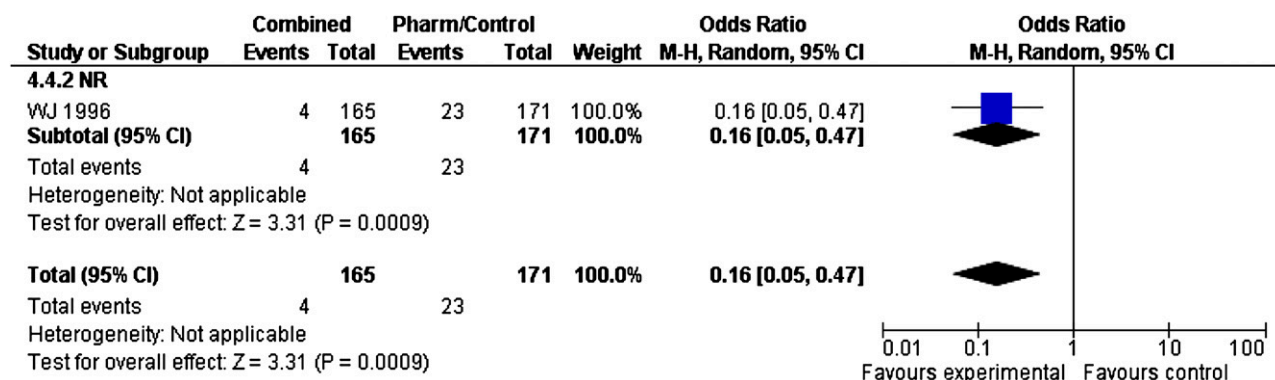 Combined Pharm/Control Odds Ratio Odds Ratio
Study or Subgroup Events Total Events Total Weight M-H, Random, 95% CI M-H, Random, 95% CI
4.4.2 NR
WJ 1996 4 165 23 171 100.0% 0.16 [0.05, 0.47]
Subtotal (95% CI) 165 171 100.0% 0.16 [0.05, 0.47]
Total events 4 23
Heterogeneity: Not applicable
Test for overall effect: Z = 3.31 (P = 0.0009)
Total (95% CI) 165 171 100.0% 0.16 [0.05, 0.47]
Total events 4 23
Heterogeneity: Not applicable
Test for overall effect: Z = 3.31 (P = 0.0009)
0.01 0.1 1 10 100
Favours experimental Favours control